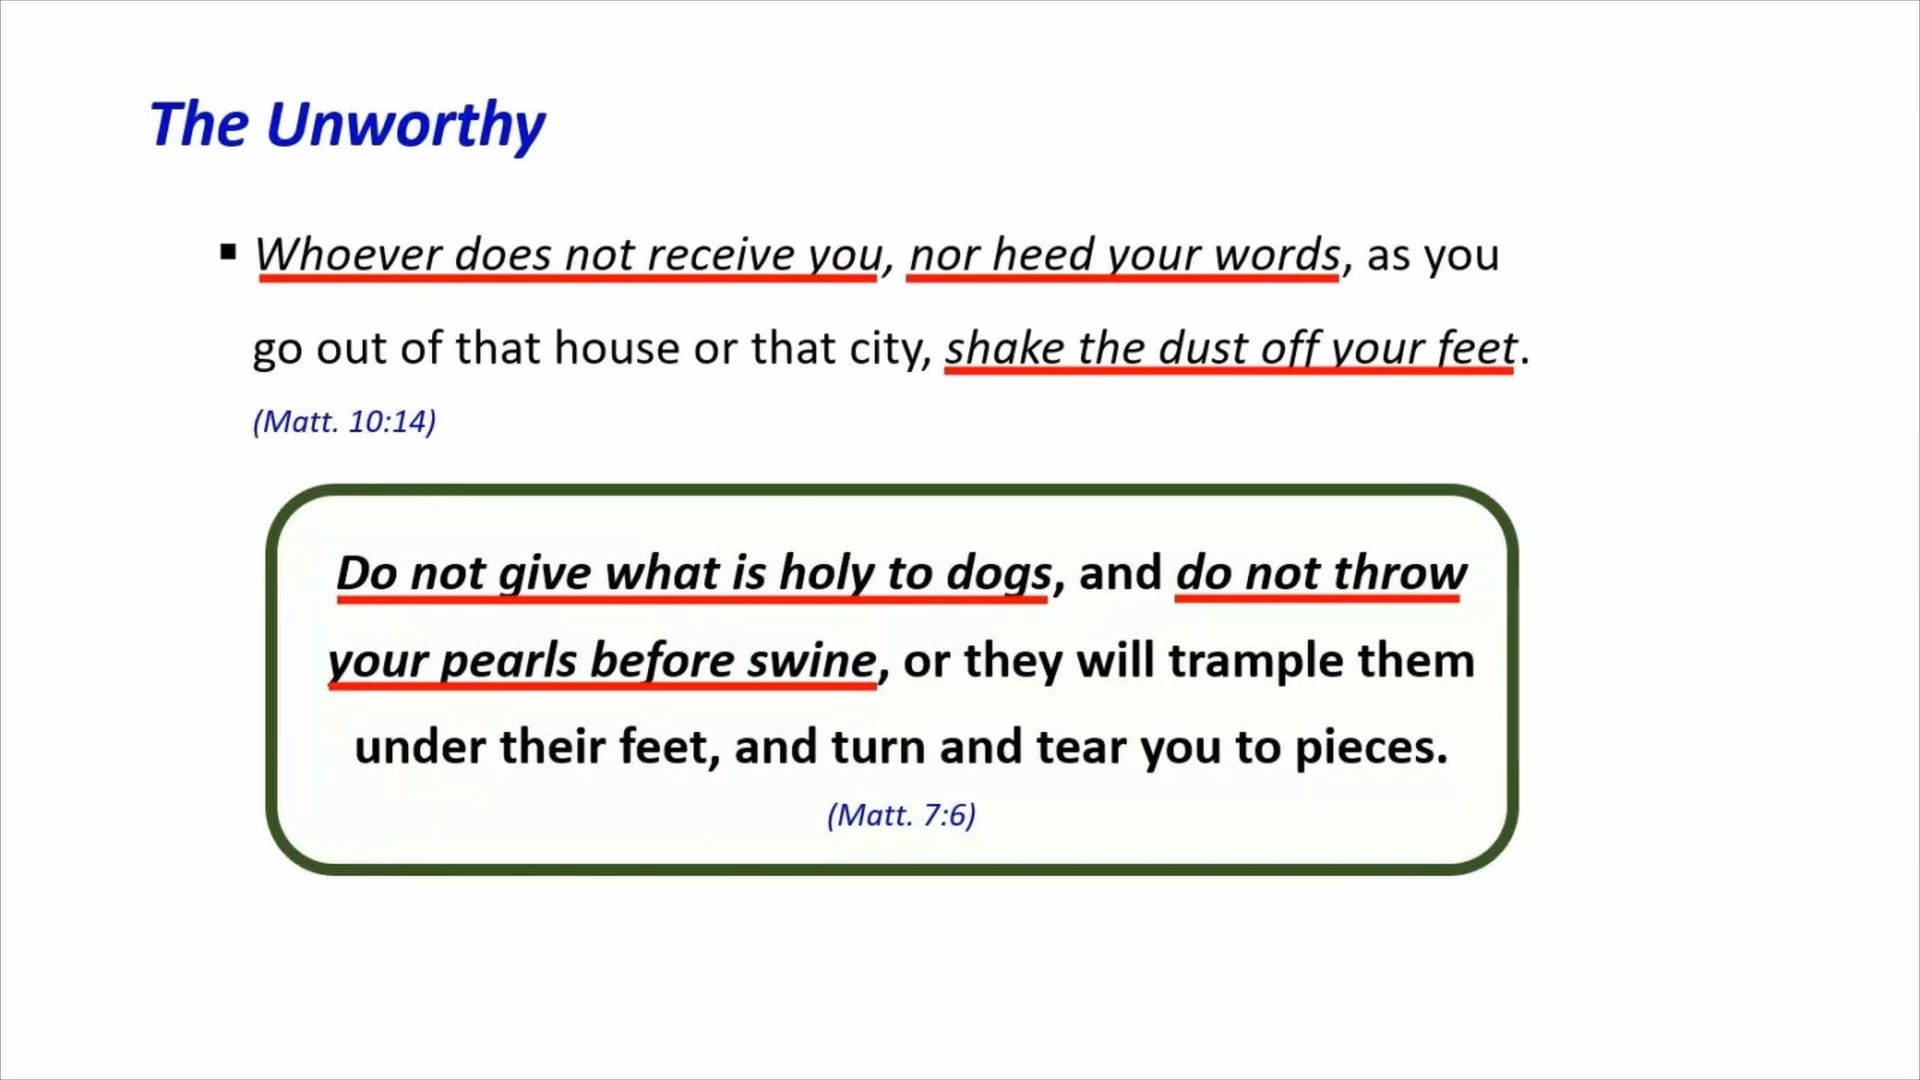 The Unworthy
▪ Whoever does not receive you, nor heed your words, as you
go out of that house or that city, shake the dust off your feet.
(Matt. 10:14)
Do not give what is holy to dogs, and do not throw
your pearls before swine, or they will trample them
under their feet, and turn and tear you to pieces.
(Matt. 7:6)